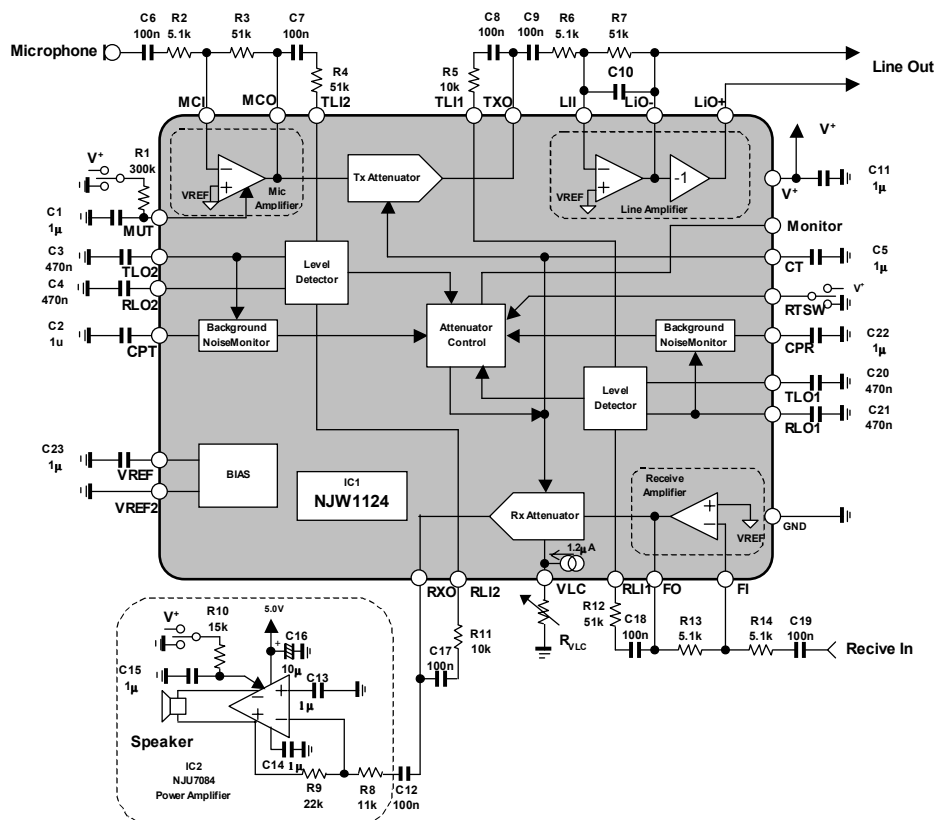 C6
100n
R2
5.1k
R3
51k
C7
100n
C8
100n
C9
100n
R6
5.1k
R7
51k
Microphone
R4
51k
R5
10k
C10
Line Out
MCI
MCO
TLI2
TLI1
TXO
LII
LiO-
LiO+
V+
R1
300k
V+
VREF
Mic
Amplifier
Tx Attenuator
VREF
-1
Line Amplifier
V+
C11
1µ
C1
1µ
MUT
Monitor
C3
470n
TLO2
Level
Detector
CT
C5
1µ
C4
470n
RLO2
Attenuator
Control
RTSW
V+
C2
1u
CPT
Background
NoiseMonitor
Background
NoiseMonitor
CPR
C22
1µ
Level
Detector
TLO1
C20
470n
RLO1
C21
470n
C23
1µ
VREF
BIAS
IC1
NJW1124
Receive
Amplifier
VREF2
Rx Attenuator
VREF
GND
1.2µA
RXO
RLI2
VLC
RLI1
FO
FI
R10
15k
5.0V
V+
C16
+
10µ
R11
10k
RVLC
R12
51k
C18
100n
R13
5.1k
R14
5.1k
C19
100n
Recive In
C17
100n
C15
1µ
C13
1µ
Speaker
C14
1µ
IC2
NJU7084
Power Amplifier
R9
22k
R8
11k
C12
100n